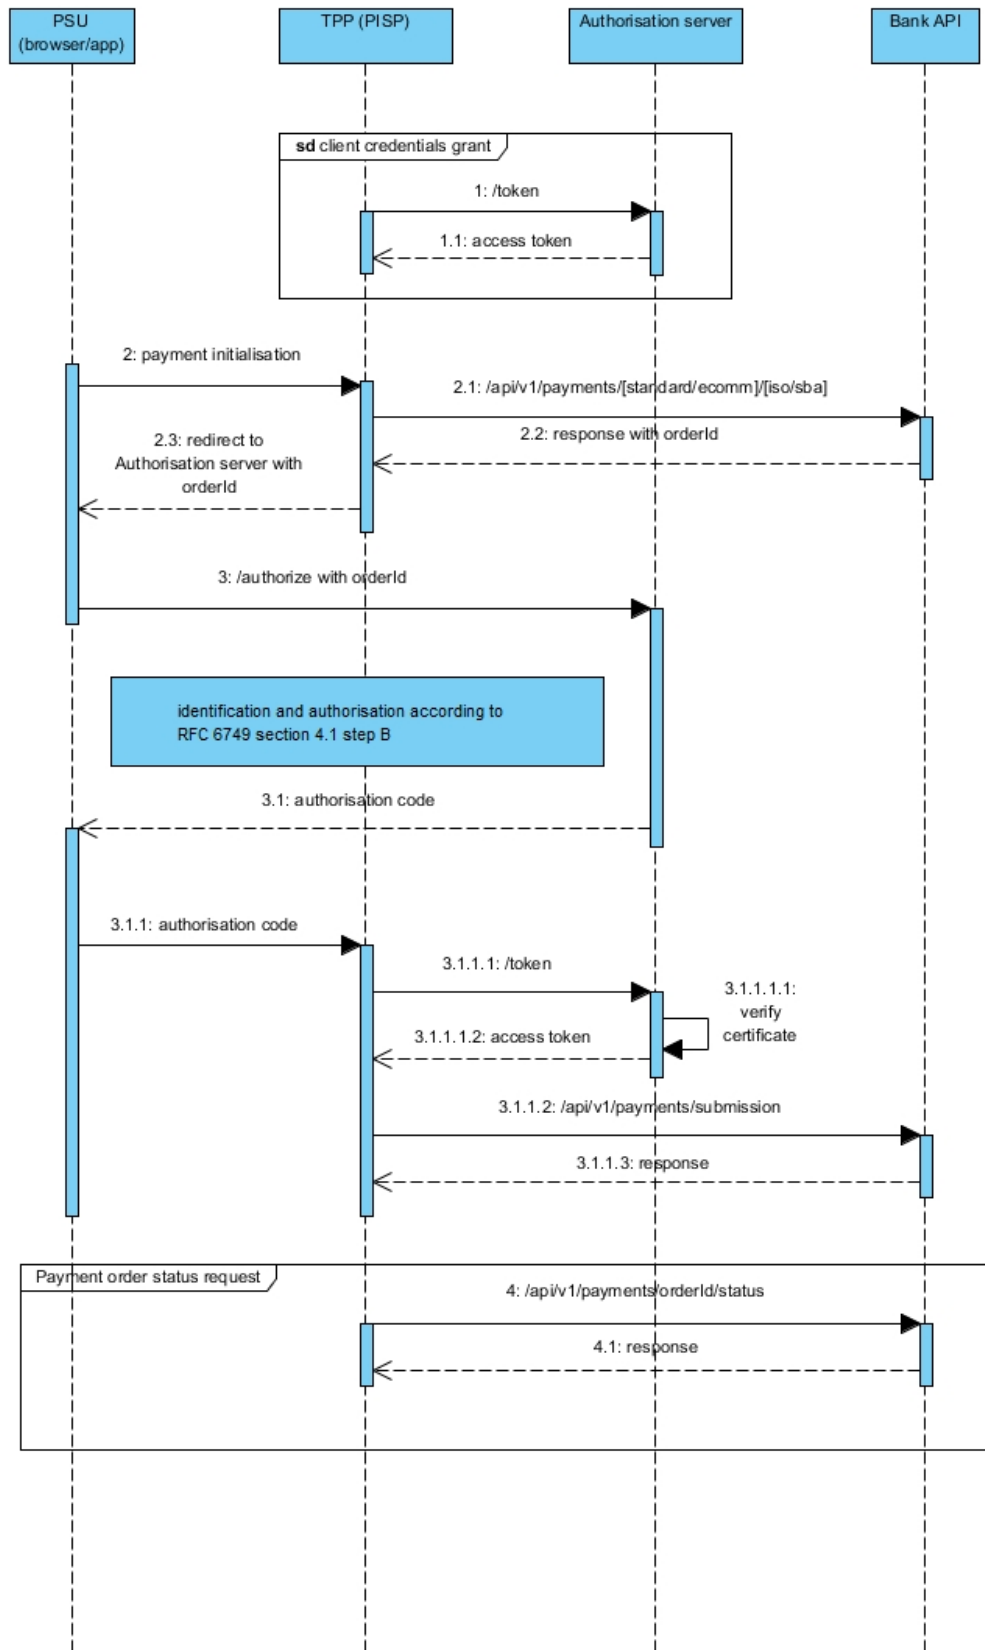 PSU
(browser/app)
TPP (PISP)
Authorisation server
Bank API
sd client credentials grant
1: /token
1.1: access token
2: payment initialisation
2.1: /api/v1/payments/[standard/ecomm]/[iso/sba]
2.2: response with orderId
2.3: redirect to
Authorisation server with
orderId
3: /authorize with orderId
identification and authorisation according to
RFC 6749 section 4.1 step B
3.1: authorisation code
3.1.1: authorisation code
3.1.1.1: /token
3.1.1.1.1:
verify
certificate
3.1.1.1.2: access token
3.1.1.2: /api/v1/payments/submission
3.1.1.3: response
Payment order status request
4: /api/v1/payments/orderId/status
4.1: response